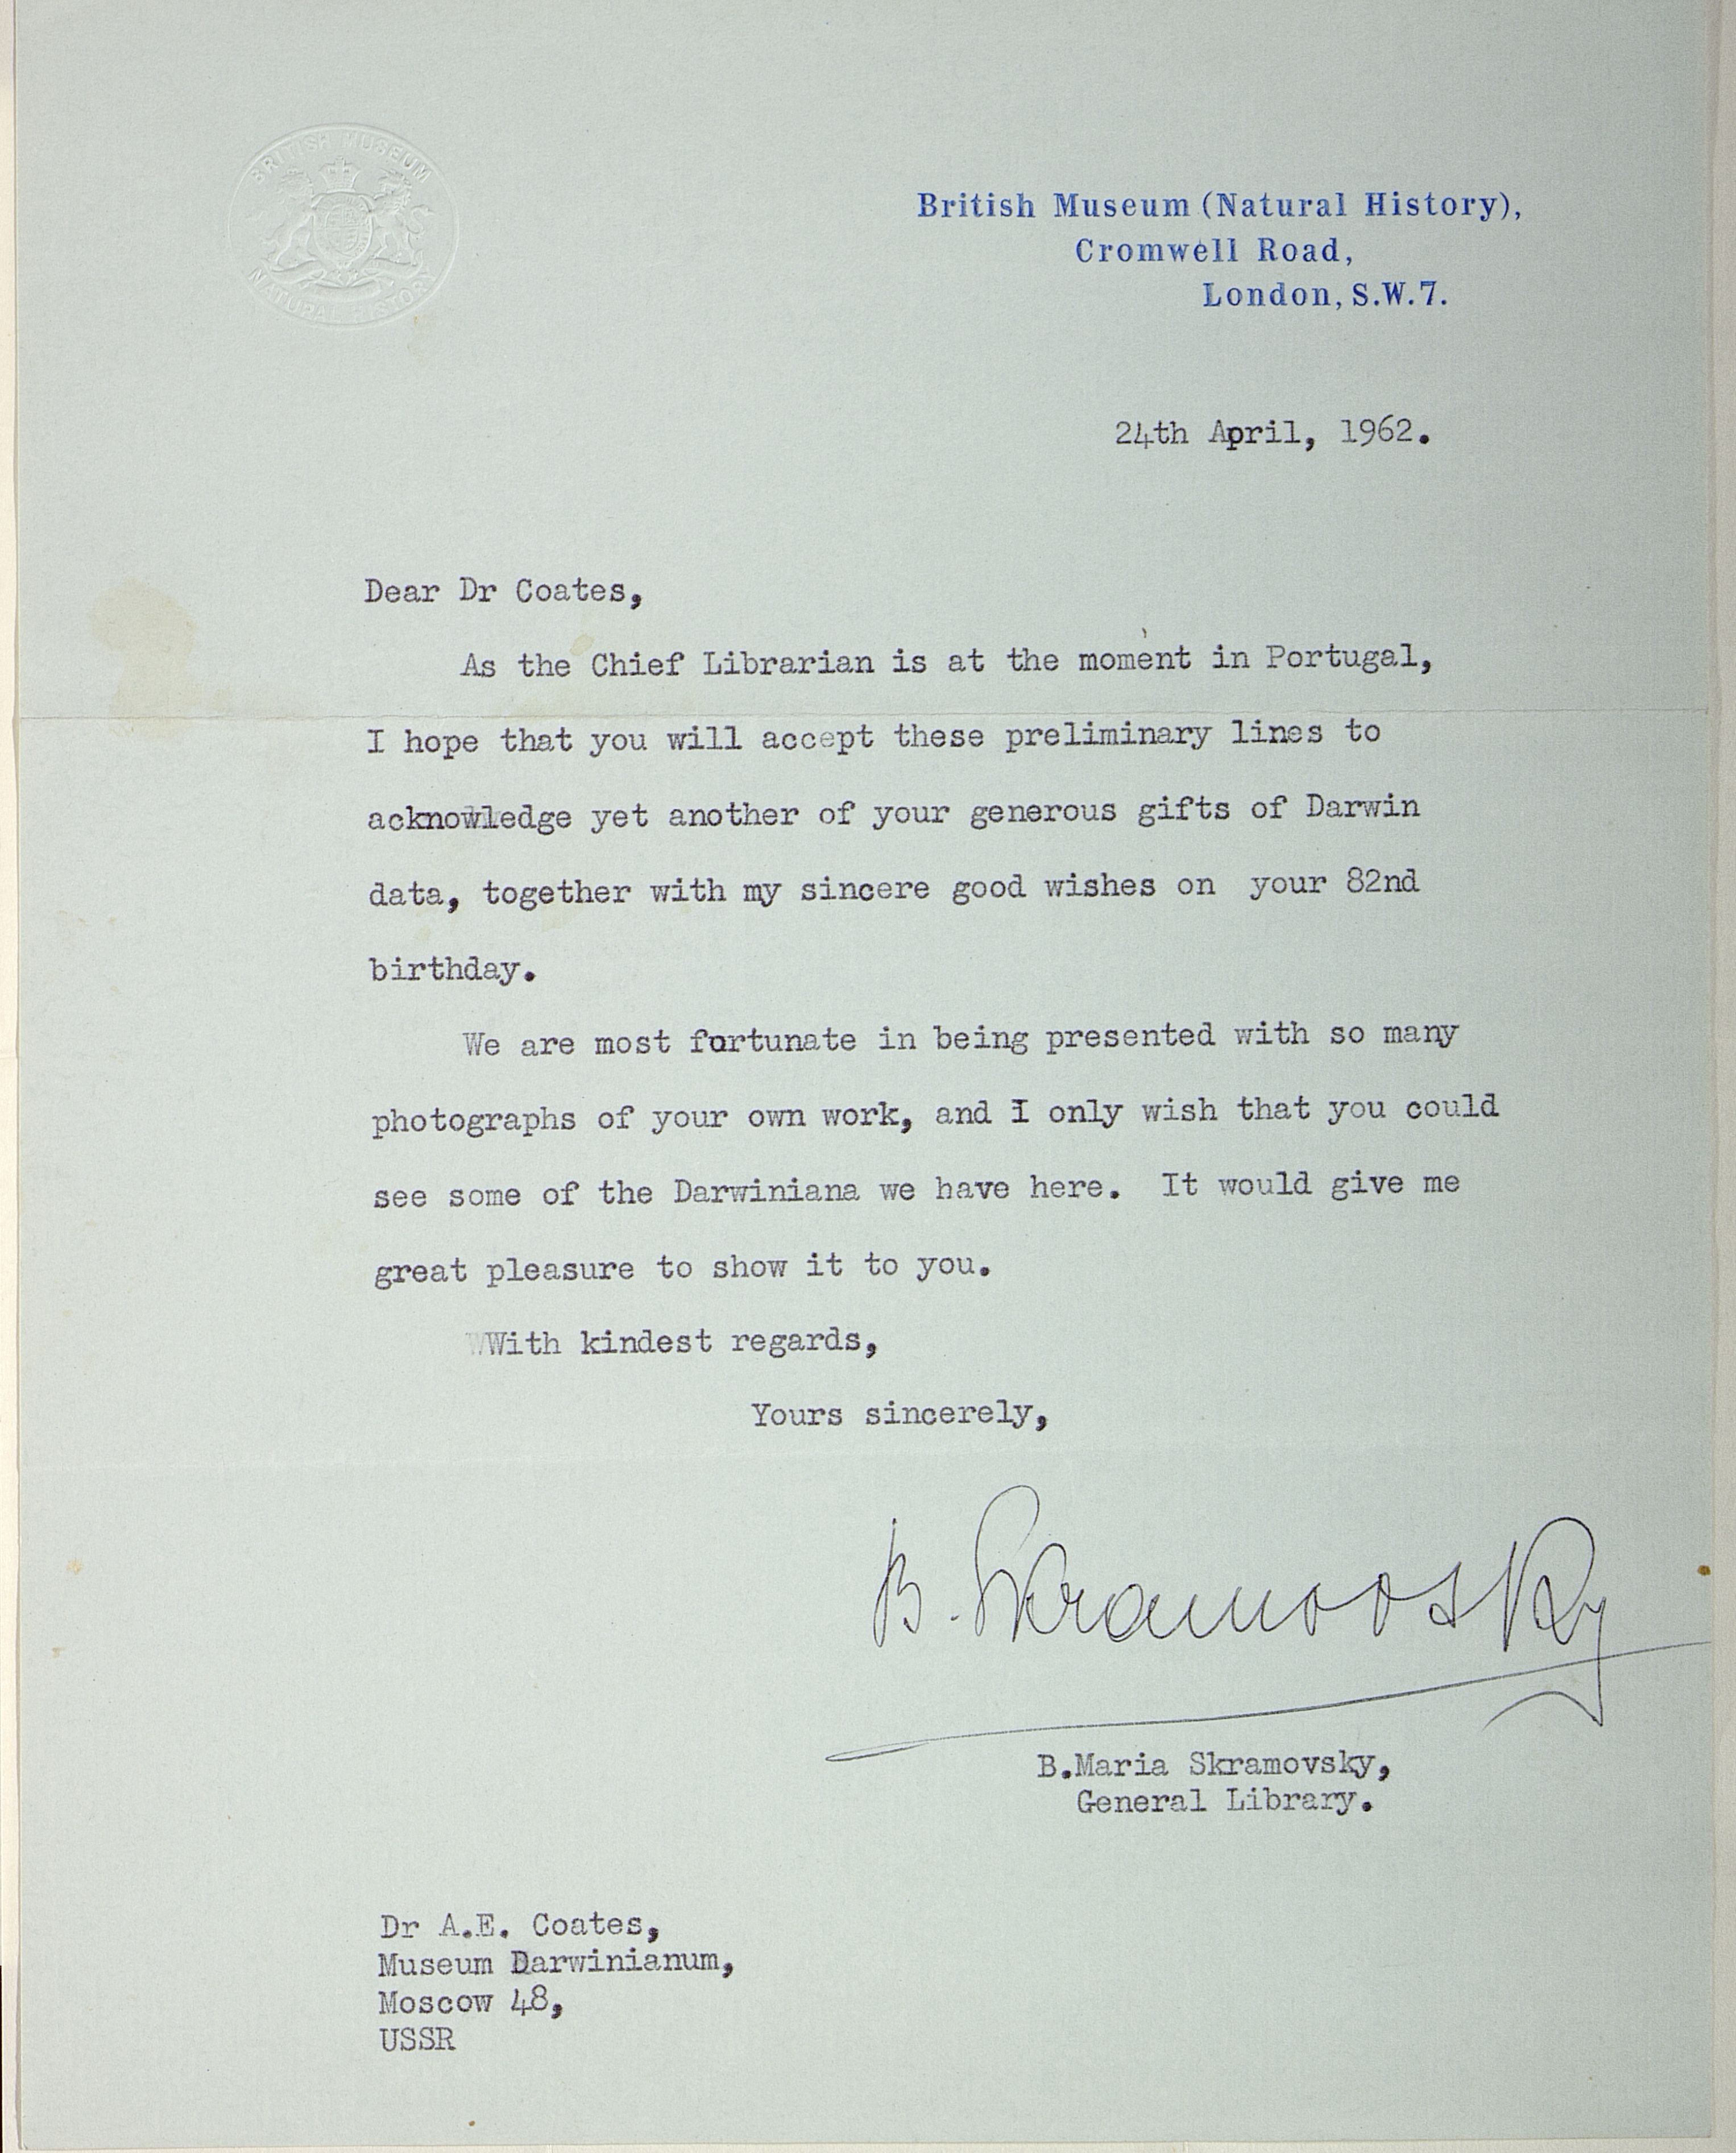 BRITISH MUSEUM
NATURAL HISTORY
British Museum (Natural History),
Cromwell Road,
London, S.W.7.
24th April, 1962.
Dear Dr Coates,
As the Chief Librarian is at the moment in Portugal,
I hope that you will accept these preliminary lines to
acknowledge yet another of your generous gifts of Darwin
data, together with my sincere good wishes on your 82nd
birthday.
We are most fortunate in being presented with so many
photographs of your own work, and I only wish that you could
see some of the Darwiniana we have here. It would give me
great pleasure to show it to you.
WWith kindest regards,
Yours sincerely,
B. Skramovsky
B.Maria Skramovsky,
General Library.
Dr A.E. Coates,
Museum Darwinianum,
Moscow 48,
USSR